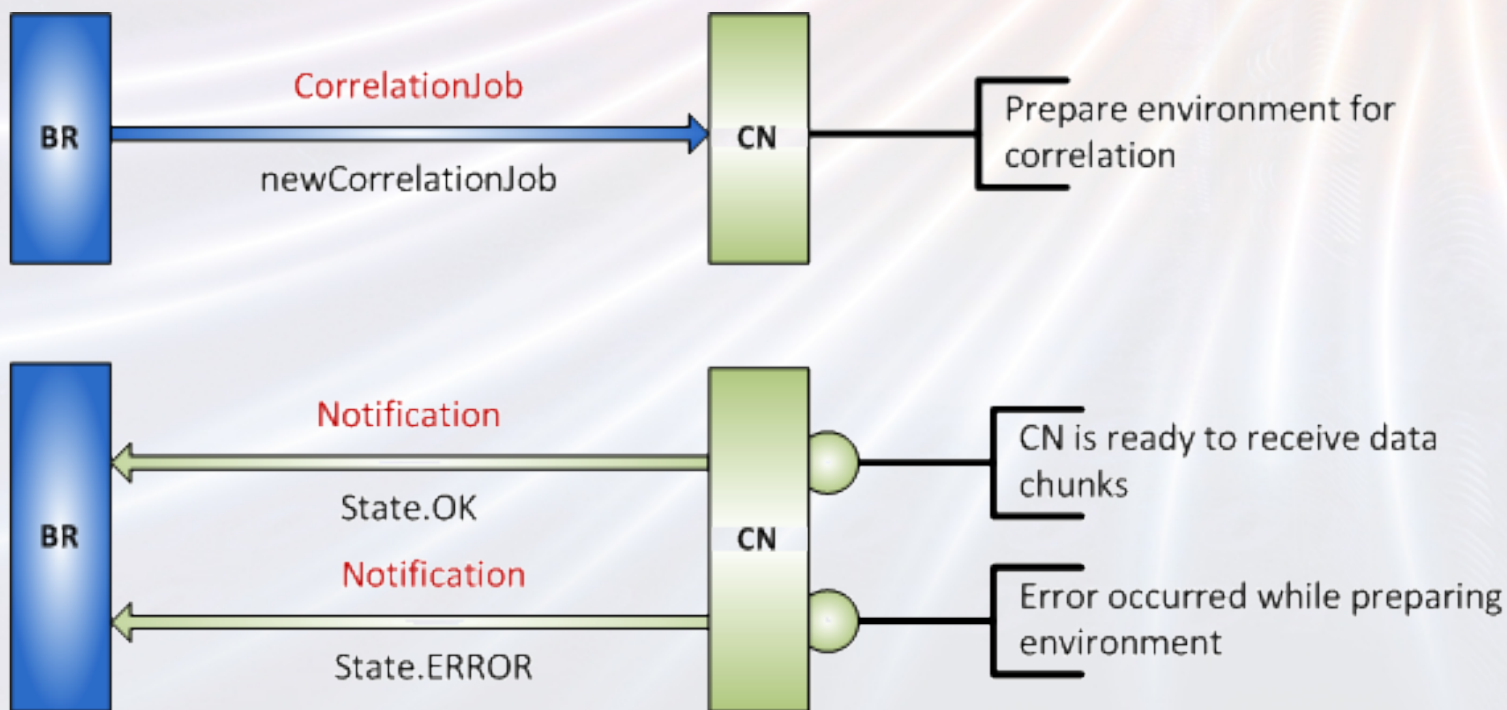 CorrelationJob
BR
CN
newCorrelationJob
Prepare environment for
correlation
Notification
State.OK
BR
CN
CN is ready to receive data
chunks
Notification
State.ERROR
Error occurred while preparing
environment